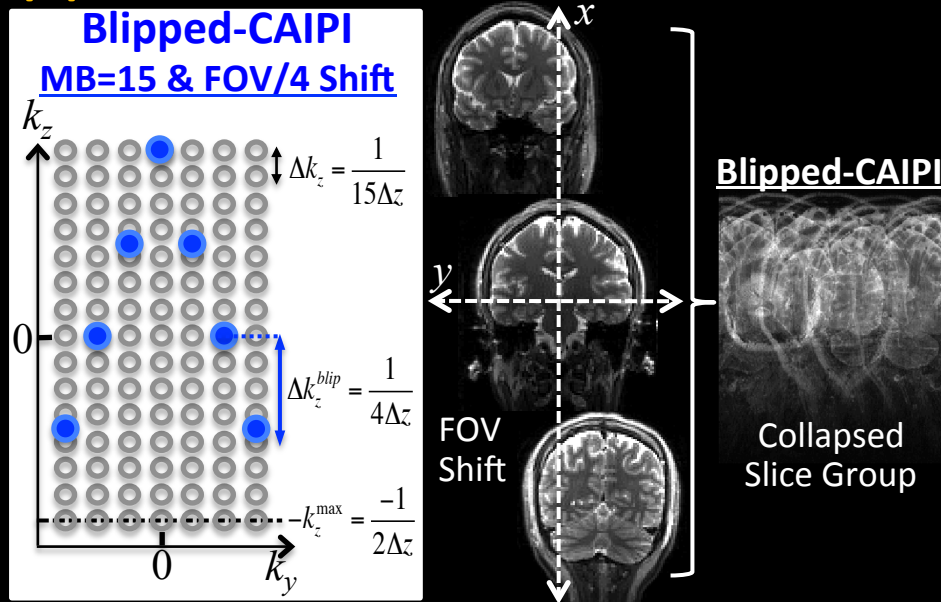 Blipped-CAIPI
MB=15 & FOV/4 Shift
k_z
Δk_z = 1/(15Δz)
0
Δk_z^{blip} = 1/(4Δz)
-k_z^{max} = -1/(2Δz)
0
k_y
x
y
FOV
Shift
Blipped-CAIPI
Collapsed
Slice Group